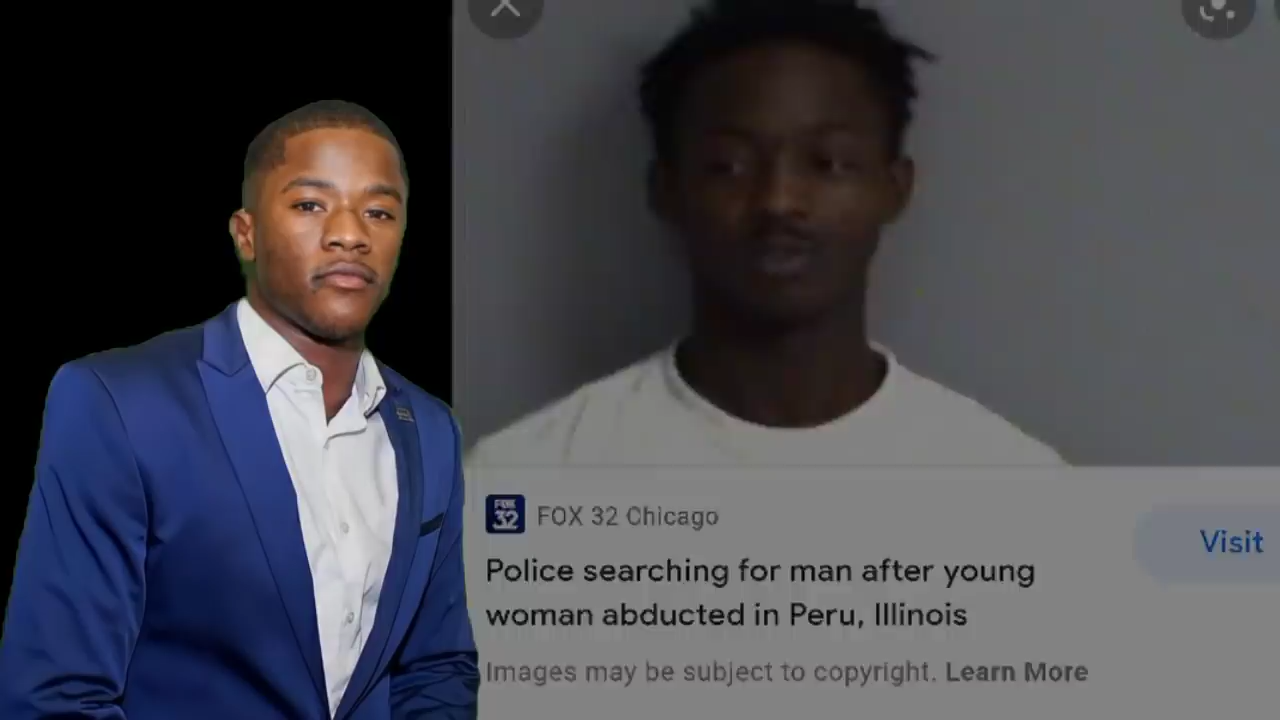 FOX
32
FOX 32 Chicago
Police searching for man after young
woman abducted in Peru, Illinois
Visit
Images may be subject to copyright. Learn More